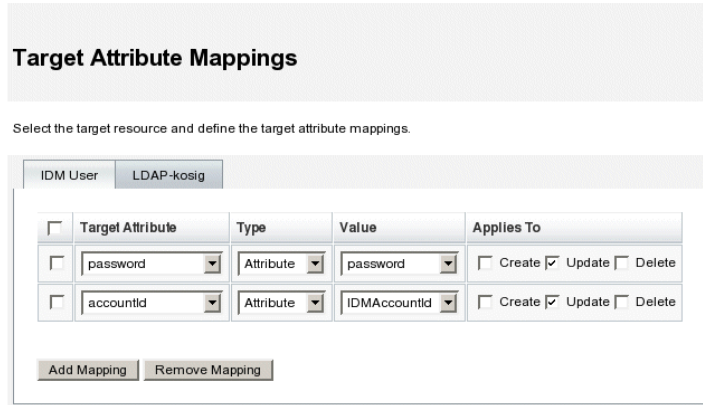 Target Attribute Mappings
Select the target resource and define the target attribute mappings.
IDM User LDAP-kosig
Target Attribute Type Value Applies To
password Attribute password Create Update Delete
accountId Attribute IDMAccountId Create Update Delete
Add Mapping Remove Mapping